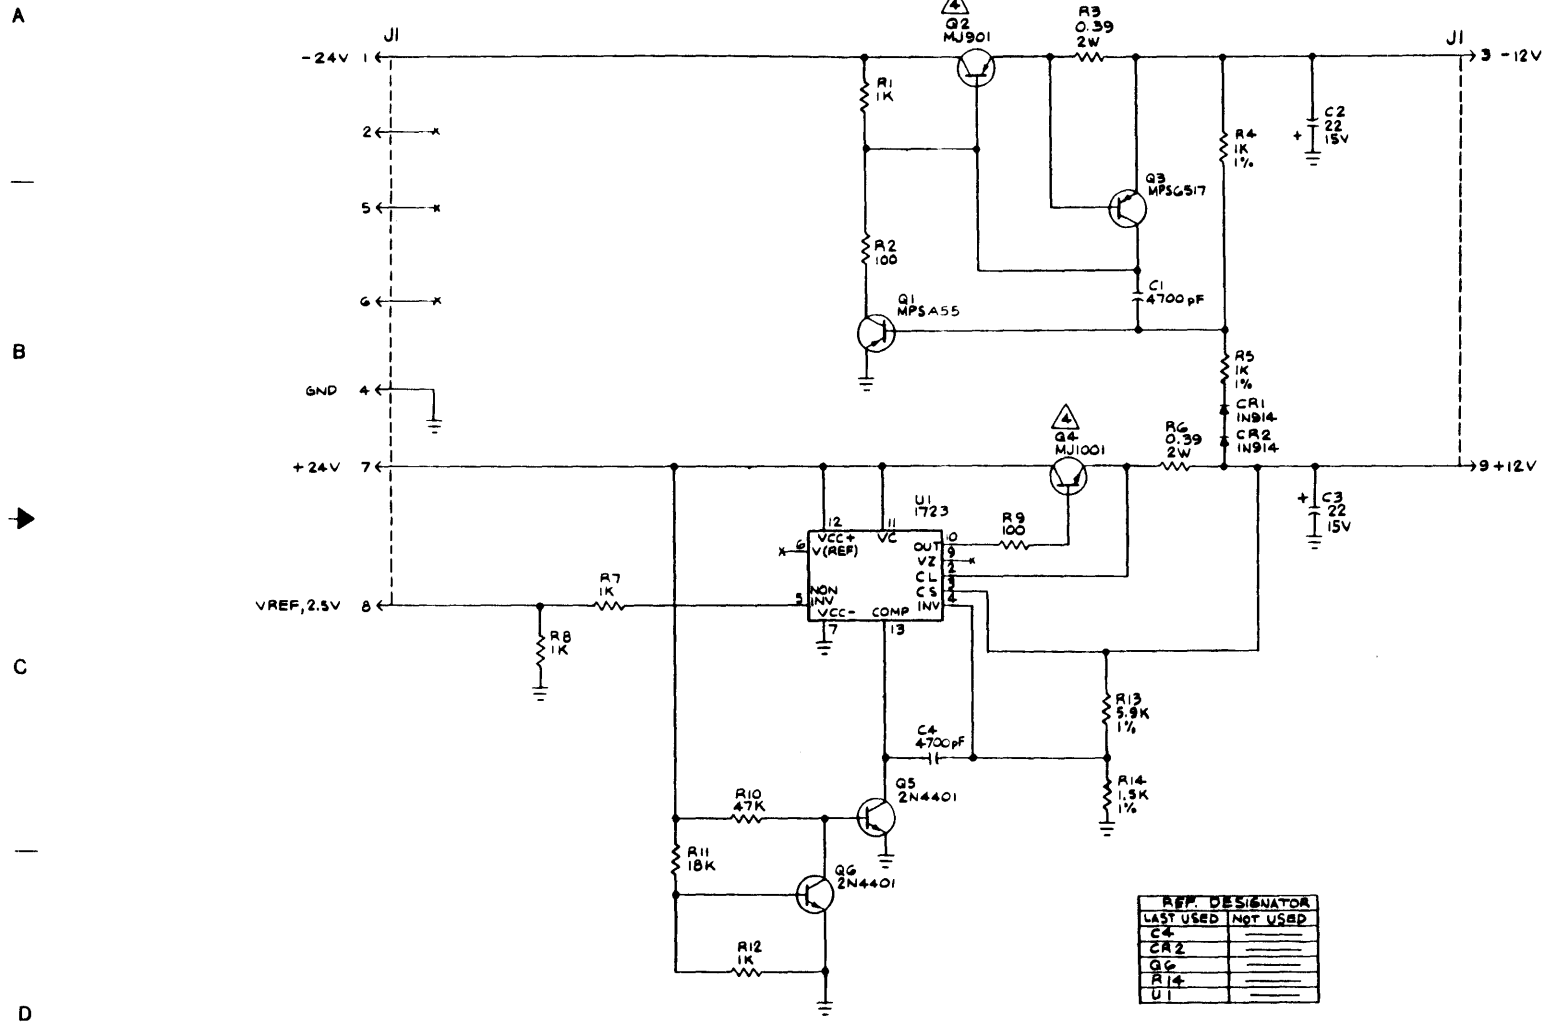 A
4
Q2
MJ901
R3
0.39
2W
J1
J1
-24V 1
3 -12V
R1
1K
C2
22
15V
+
2
R4
1K
1%
Q3
MPS6517
5
R2
100
6
C1
4700pF
Q1
MPSA55
B
R5
1K
1%
GND 4
CR1
1N914
4
Q4
MJ1001
R6
0.39
2W
CR2
1N914
+24V 7
9 +12V
U1
1723
+
C3
22
15V
R9
100
12
11
VCC+
VC
6
V(REF)
OUT
10
VZ
9
CL
2
CS
3
INV
4
NON
INV
5
VCC-
COMP
7
13
R7
1K
VREF, 2.5V 8
R8
1K
C
R13
5.9K
1%
C4
4700pF
R14
1.5K
1%
Q5
2N4401
R10
47K
R11
18K
Q6
2N4401
R12
1K
REF. DESIGNATOR
LAST USED NOT USED
C4
CR2
Q6
R14
U1
D